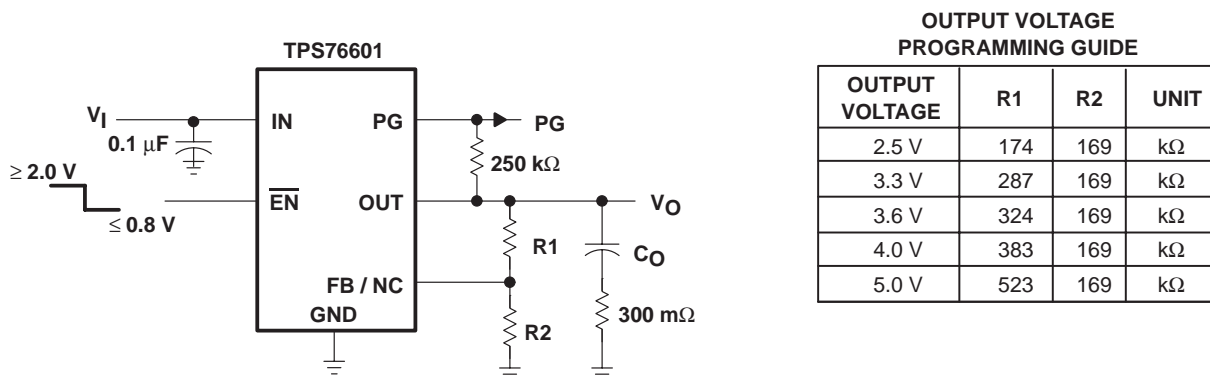 TPS76601
V_I
0.1 μF
≥ 2.0 V
≤ 0.8 V
IN
PG
EN
OUT
FB / NC
GND
PG
250 kΩ
V_O
R1
C_O
R2
300 mΩ
OUTPUT VOLTAGE
PROGRAMMING GUIDE
OUTPUT VOLTAGE R1 R2 UNIT
2.5 V 174 169 kΩ
3.3 V 287 169 kΩ
3.6 V 324 169 kΩ
4.0 V 383 169 kΩ
5.0 V 523 169 kΩ